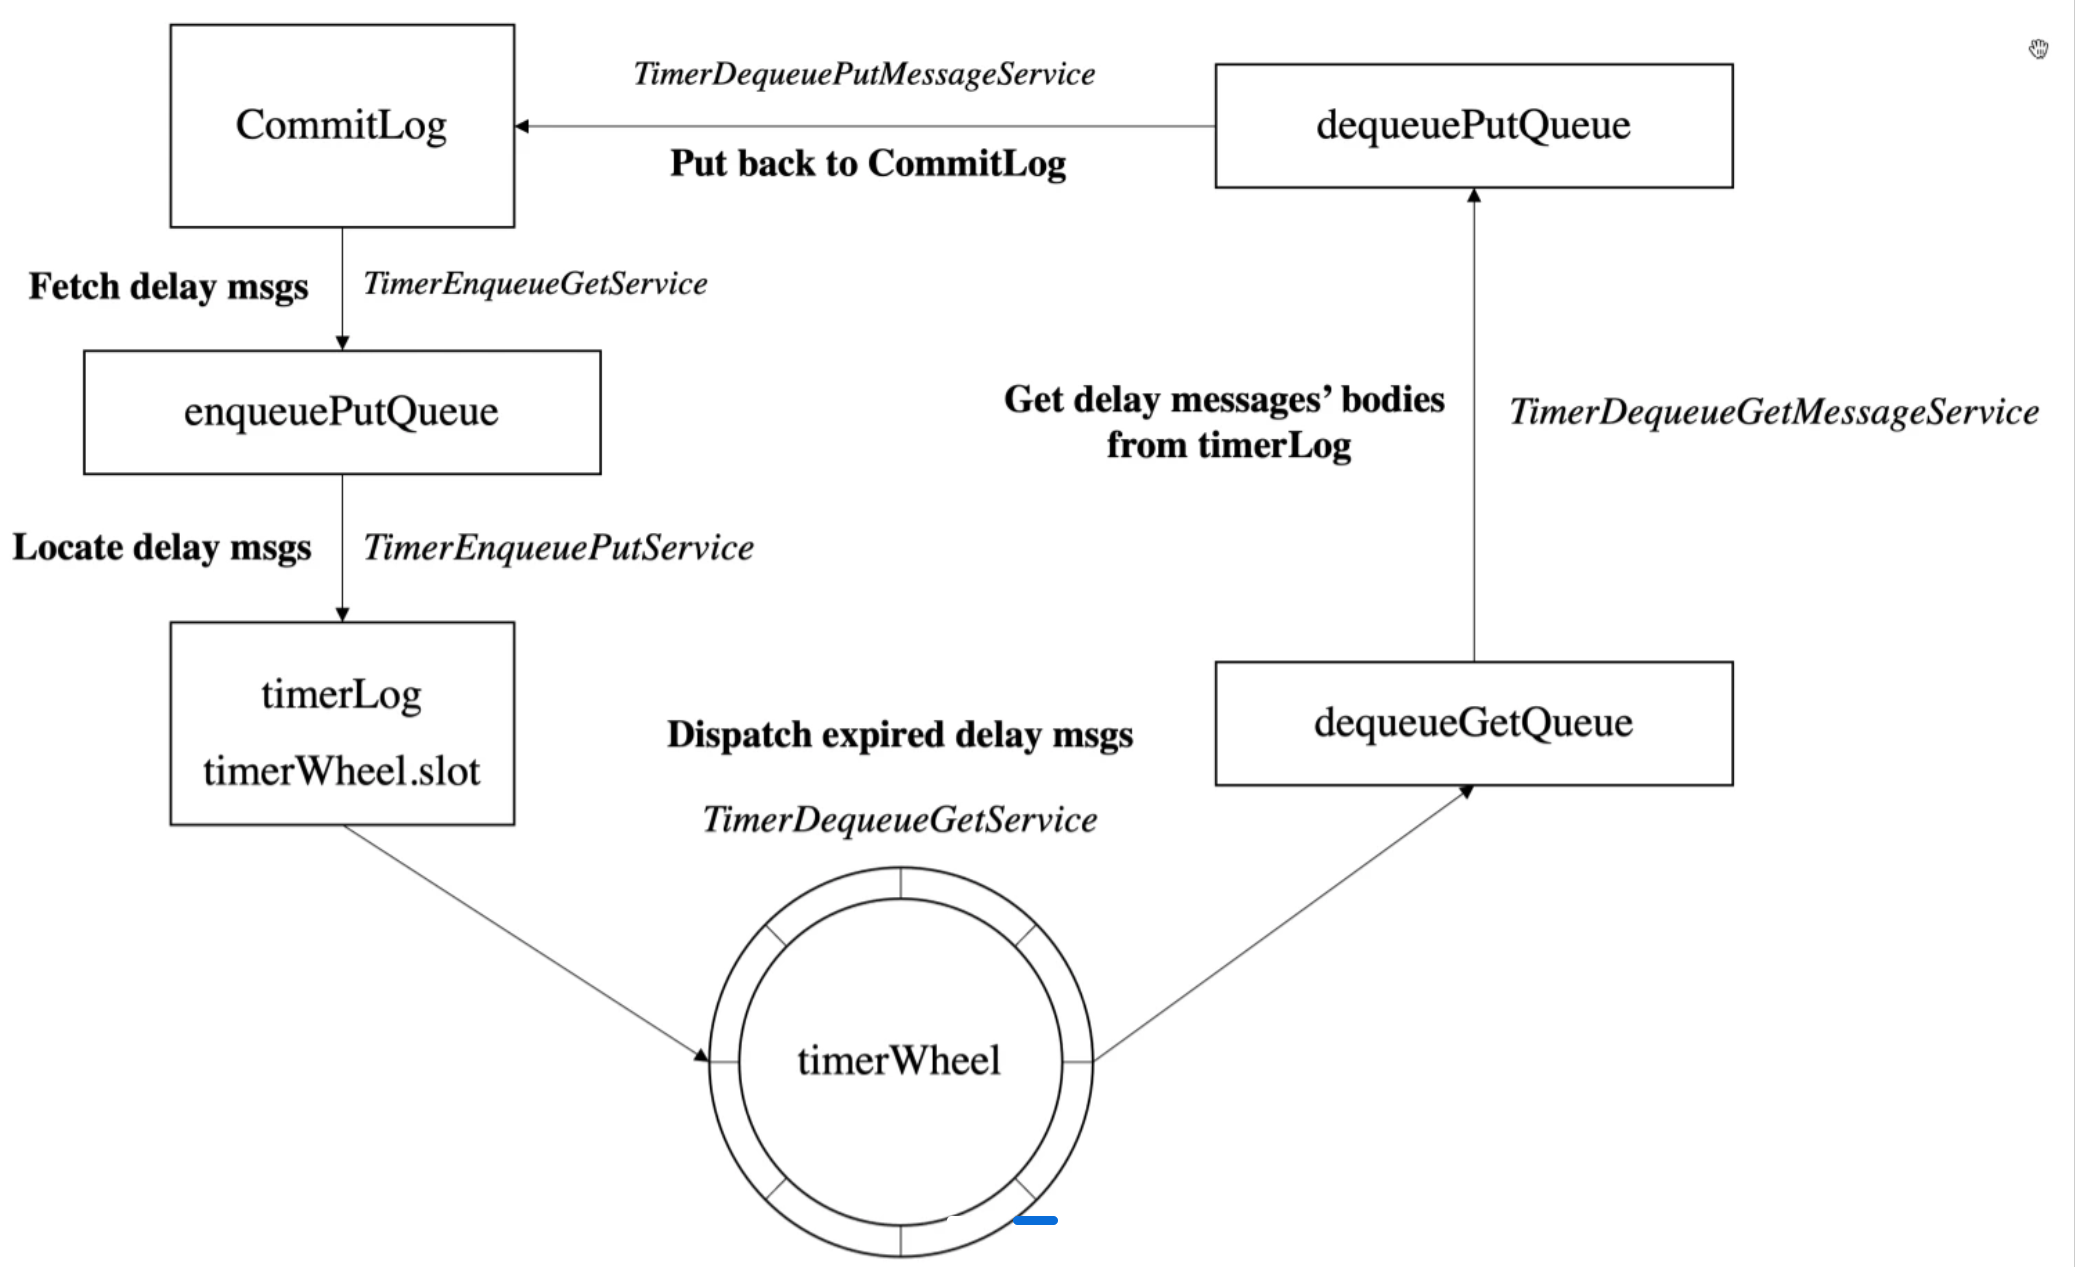 TimerDequeuePutMessageService
CommitLog
dequeuePutQueue
Put back to CommitLog
Fetch delay msgs
TimerEnqueueGetService
enqueuePutQueue
Get delay messages’ bodies
from timerLog
TimerDequeueGetMessageService
Locate delay msgs
TimerEnqueuePutService
timerLog
timerWheel.slot
Dispatch expired delay msgs
TimerDequeueGetService
dequeueGetQueue
timerWheel